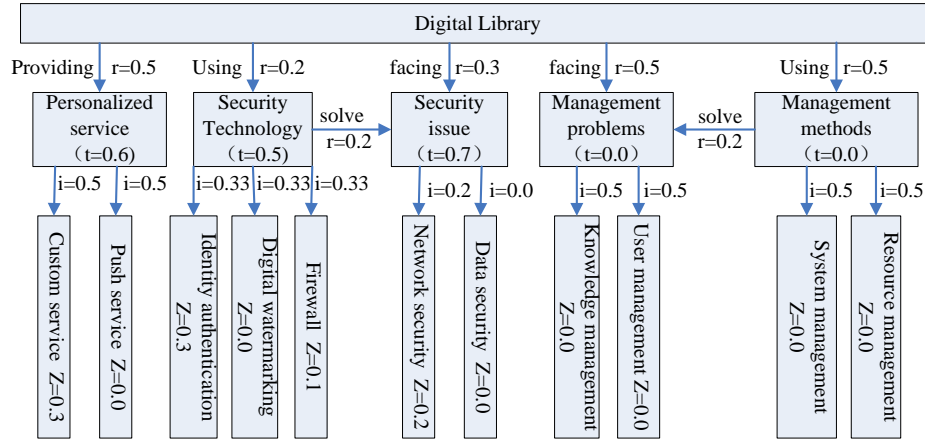 Digital Library
Providing r=0.5
Using r=0.2
facing r=0.3
facing r=0.5
Using r=0.5
Personalized
service
（t=0.6)
Security
Technology
（t=0.5)
solve
r=0.2
Security
issue
（t=0.7）
Management
problems
（t=0.0)
solve
r=0.2
Management
methods
（t=0.0)
i=0.5
i=0.5
i=0.33
i=0.33
i=0.33
i=0.2
i=0.0
i=0.5
i=0.5
i=0.5
i=0.5
Custom service Z=0.3
Push service Z=0.0
Identity authentication
Z=0.3
Digital watermarking
Z=0.0
Firewall Z=0.1
Network security Z=0.2
Data security Z=0.0
Knowledge management
Z=0.0
User management Z=0.0
System management
Z=0.0
Resource management
Z=0.0